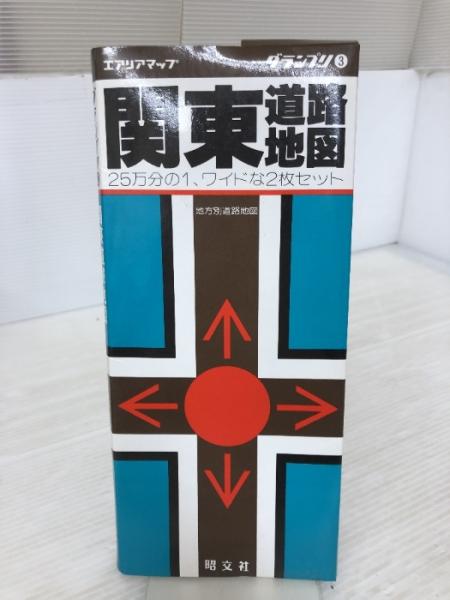 エアリアマップ
グランプリ3
関東道路地図
25万分の1、ワイドな2枚セット
地方別道路地図
昭文社